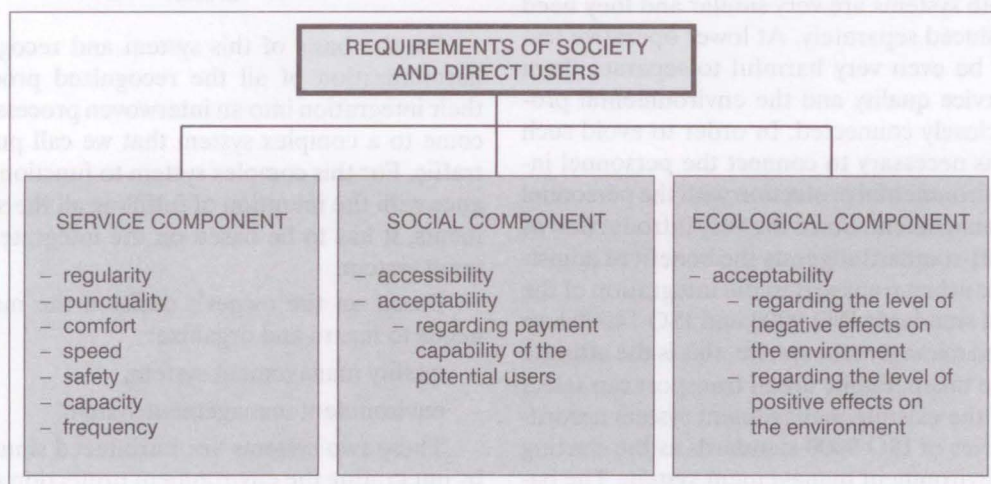 REQUIREMENTS OF SOCIETY
AND DIRECT USERS
SERVICE COMPONENT
– regularity
– punctuality
– comfort
– speed
– safety
– capacity
– frequency
SOCIAL COMPONENT
– accessibility
– acceptability
– regarding payment
capability of the
potential users
ECOLOGICAL COMPONENT
– acceptability
– regarding the level of
negative effects on
the environment
– regarding the level of
positive effects on
the environment